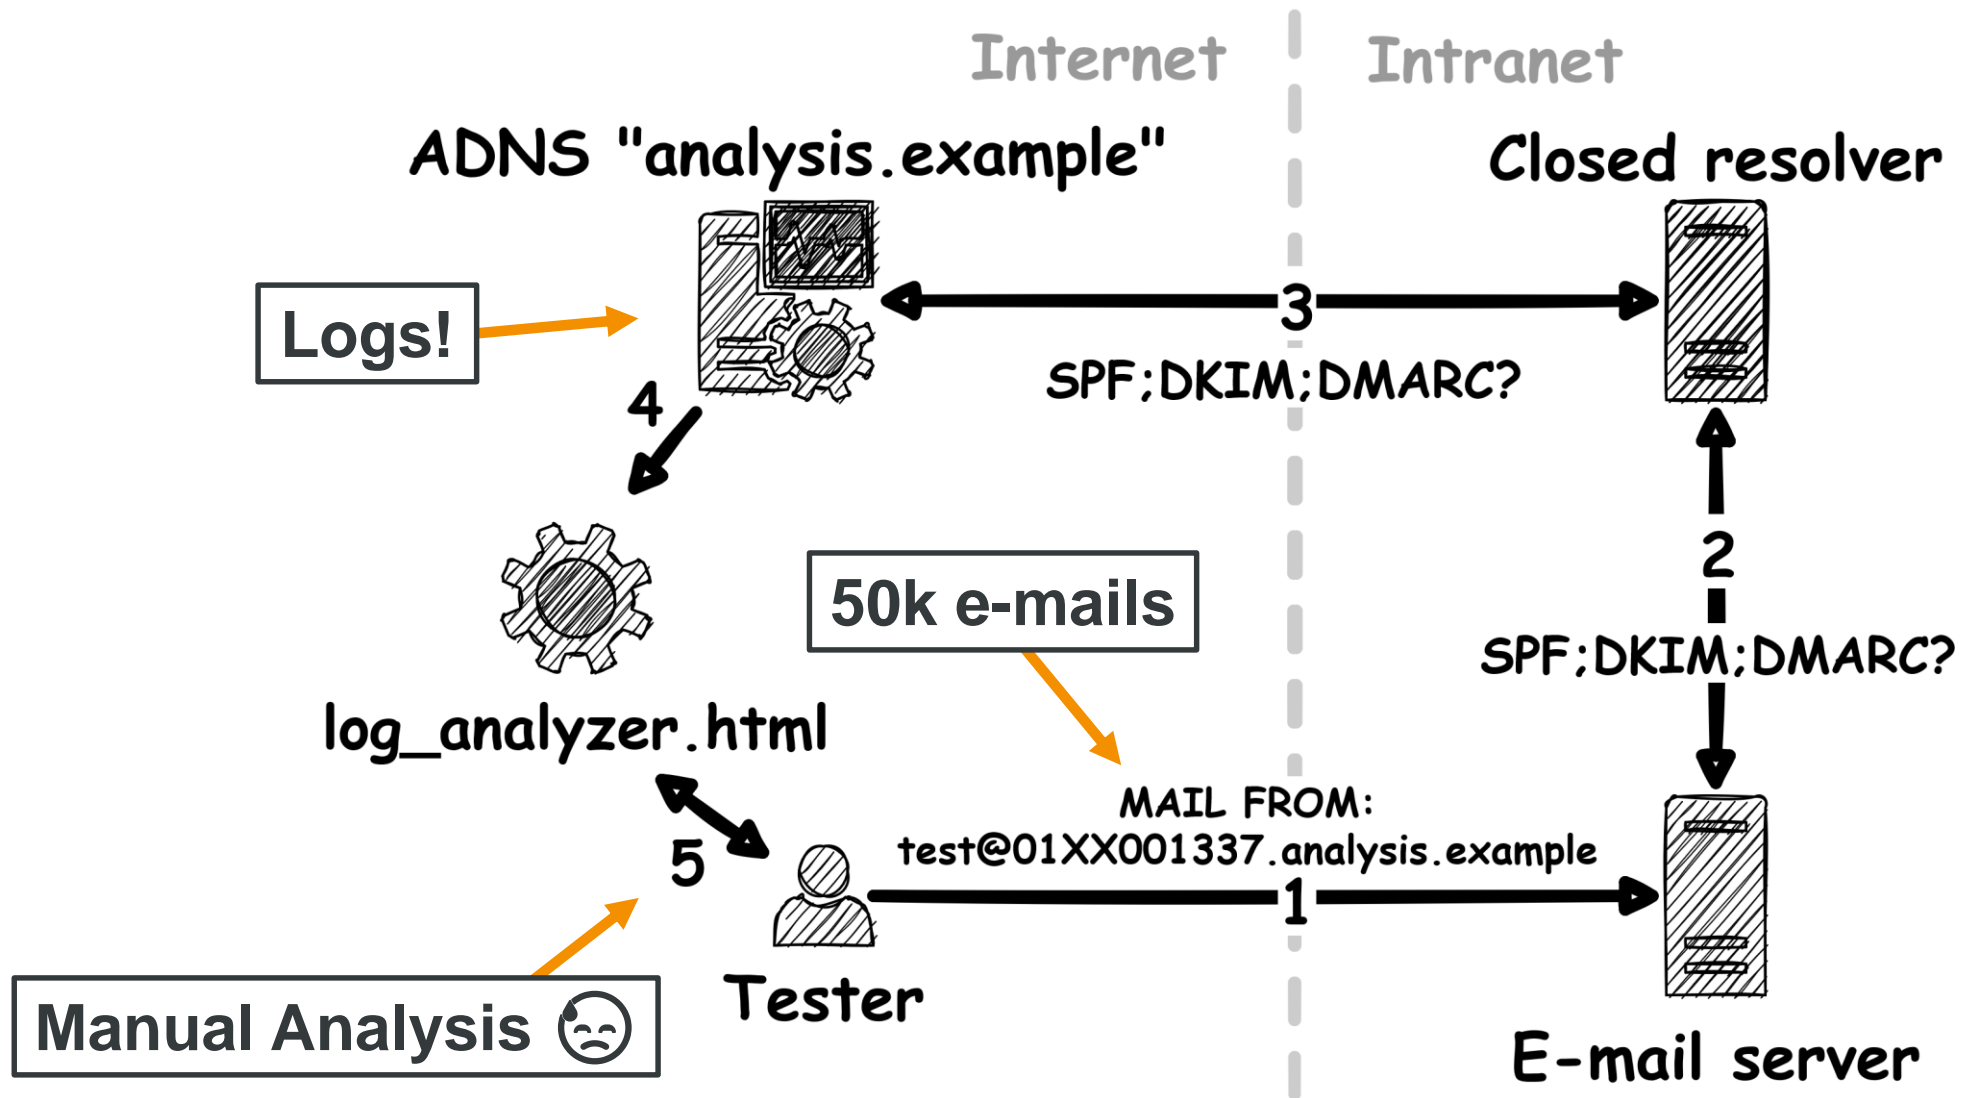 Internet
Intranet
ADNS "analysis.example"
Closed resolver
Logs!
3
SPF;DKIM;DMARC?
4
2
50k e-mails
SPF;DKIM;DMARC?
log_analyzer.html
MAIL FROM:
test@01XX001337.analysis.example
5
1
Tester
Manual Analysis
E-mail server